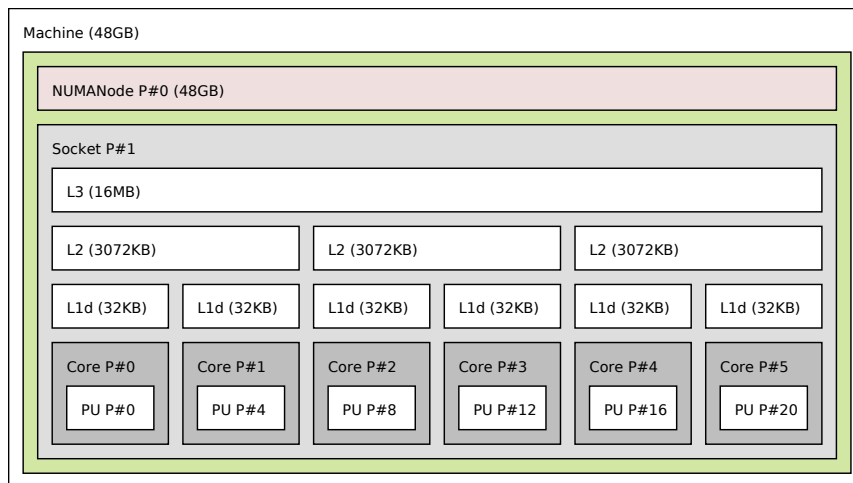 Machine (48GB)
NUMANode P#0 (48GB)
Socket P#1
L3 (16MB)
L2 (3072KB) L2 (3072KB) L2 (3072KB)
L1d (32KB) L1d (32KB) L1d (32KB) L1d (32KB) L1d (32KB) L1d (32KB)
Core P#0 Core P#1 Core P#2 Core P#3 Core P#4 Core P#5
PU P#0 PU P#4 PU P#8 PU P#12 PU P#16 PU P#20